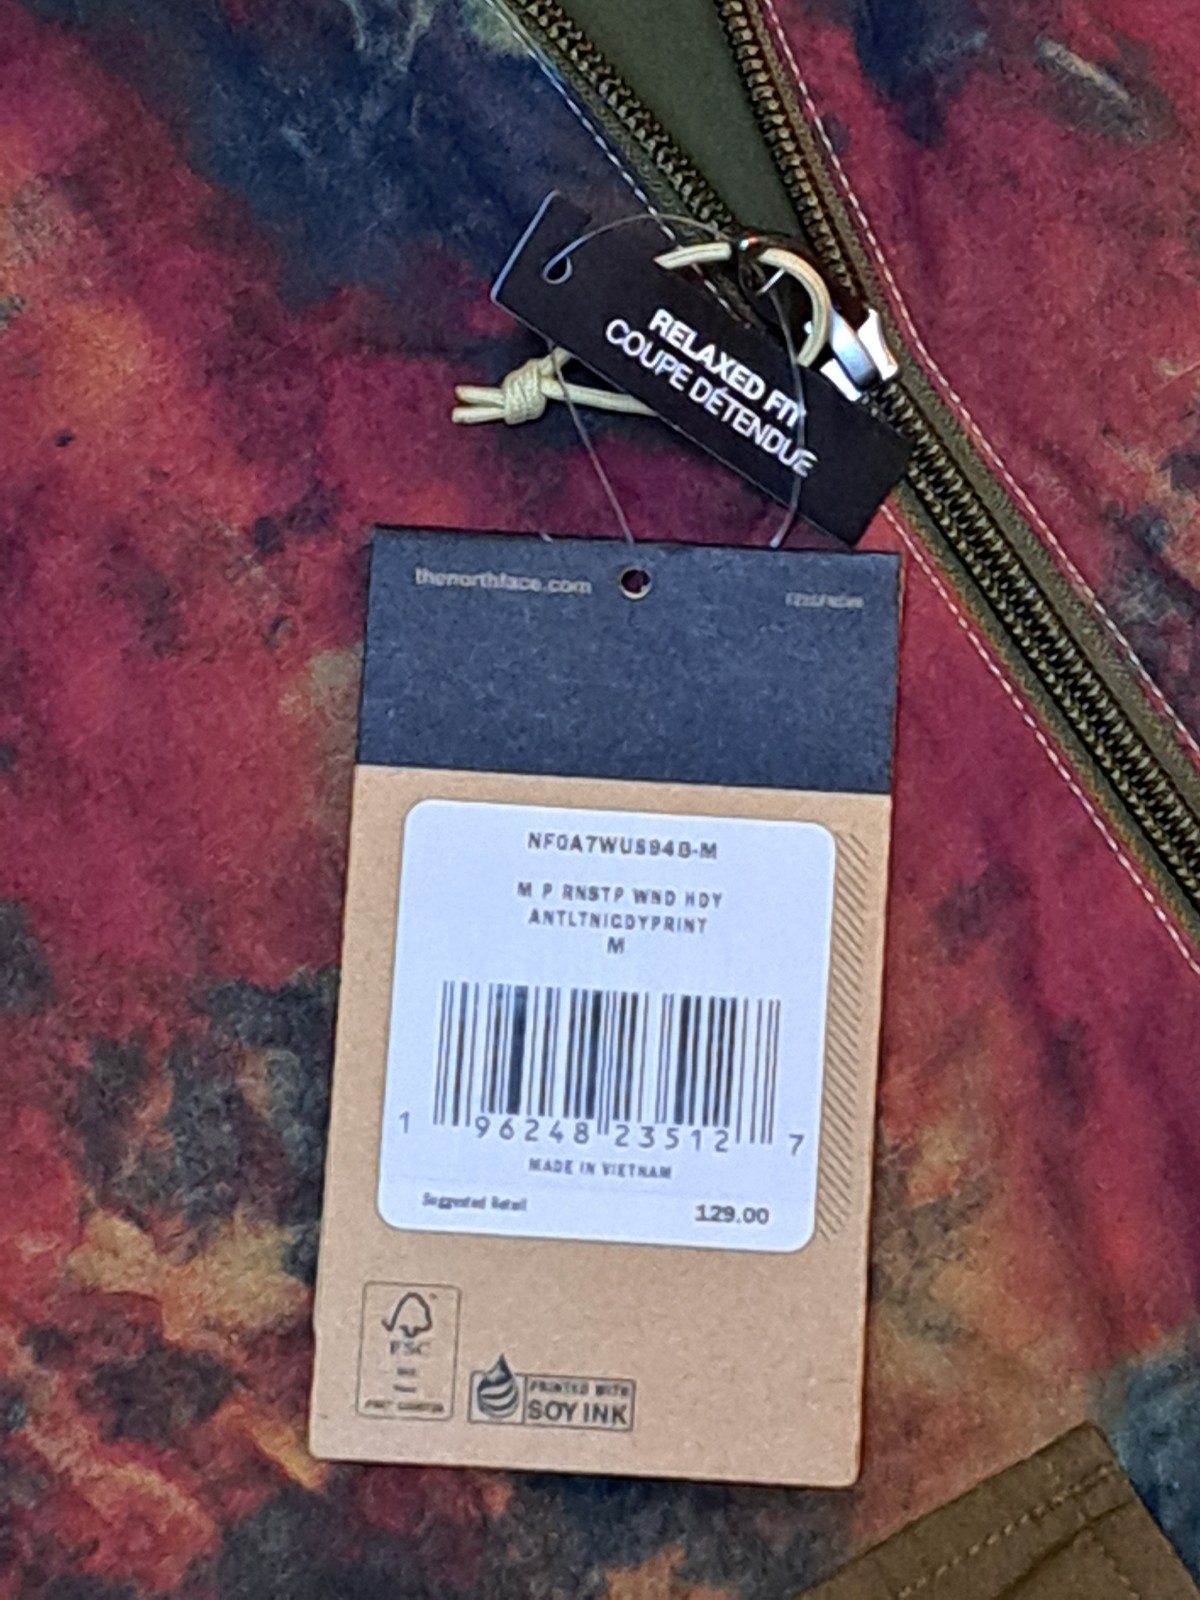 RELAXED FIT
COUPE DÉTENDUE
thenorthface.com
NF0A7WUS94B-M
M P RNSTP WND HDY
ANTLTNICDYPRINT
M
1 96248 23512 7
MADE IN VIETNAM
Suggested Retail 129.00
FSC
PRINTED WITH
SOY INK